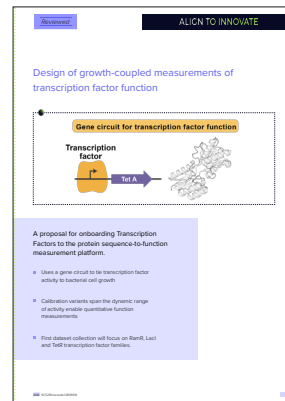 Reviewed
ALIGN TO INNOVATE
Design of growth-coupled measurements of
transcription factor function
Gene circuit for transcription factor function
Transcription
factor
Tet A
A proposal for onboarding Transcription
Factors to the protein sequence-to-function
measurement platform.
Uses a gene circuit to tie transcription factor
activity to bacterial cell growth
Calibration variants span the dynamic range
of activity enable quantitative function
measurements
First dataset collection will focus on RamR, LacI
and TetR transcription factor families.